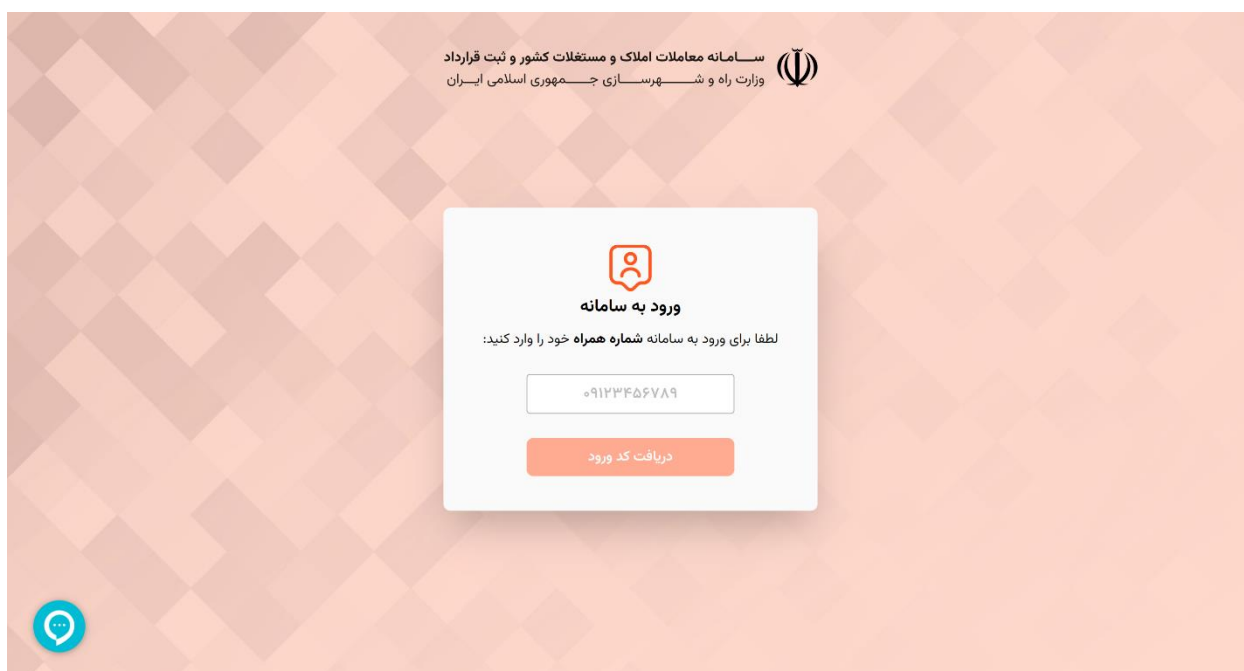 ســـامـانه معاملات املاک و مستغلات کشور و ثبت قرارداد
وزارت راه و شــــــهرســــازی جـــــمهوری اسلامی ایـــران
ورود به سامانه
لطفا برای ورود به سامانه شماره همراه خود را وارد کنید:
۰۹۱۲۳۴۵۶۷۸۹
دریافت کد ورود